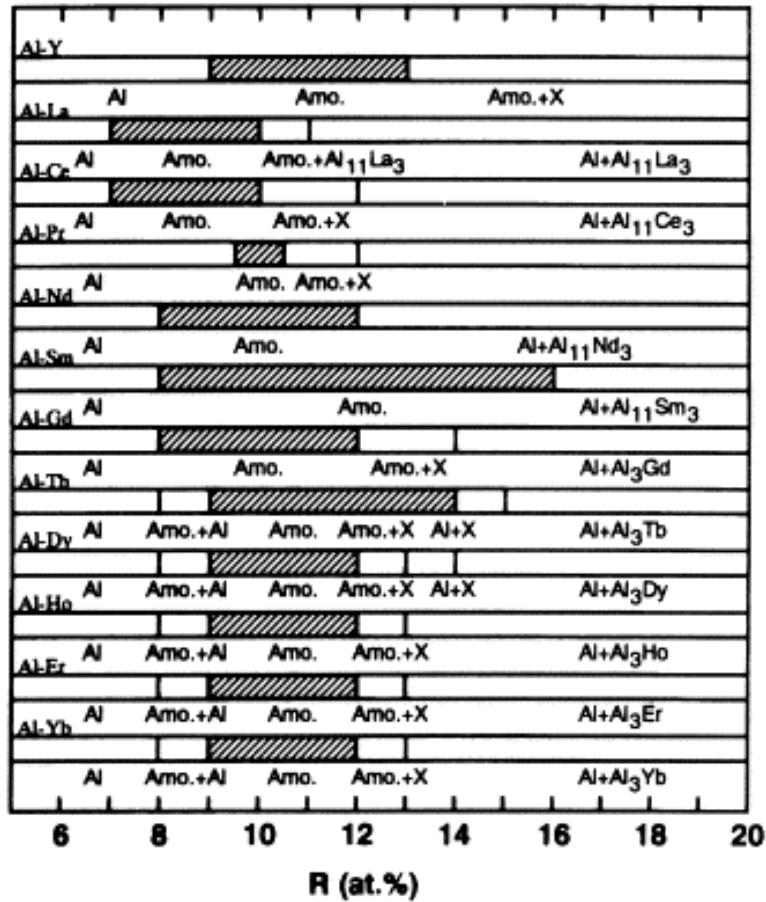 Al-Y
Al Amo. Amo.+X
Al-La
Al Amo. Amo.+Al11La3 Al+Al11La3
Al-Ce
Al Amo. Amo.+X Al+Al11Ce3
Al-Pr
Al Amo. Amo.+X
Al-Nd
Al Amo. Al+Al11Nd3
Al-Sm
Al Amo. Al+Al11Sm3
Al-Gd
Al Amo. Amo.+X Al+Al3Gd
Al-Tb
Al Amo.+Al Amo. Amo.+X Al+X Al+Al3Tb
Al-Dy
Al Amo.+Al Amo. Amo.+X Al+X Al+Al3Dy
Al-Ho
Al Amo.+Al Amo. Amo.+X Al+Al3Ho
Al-Er
Al Amo.+Al Amo. Amo.+X Al+Al3Er
Al-Yb
Al Amo.+Al Amo. Amo.+X Al+Al3Yb
6 8 10 12 14 16 18 20
R (at.%)